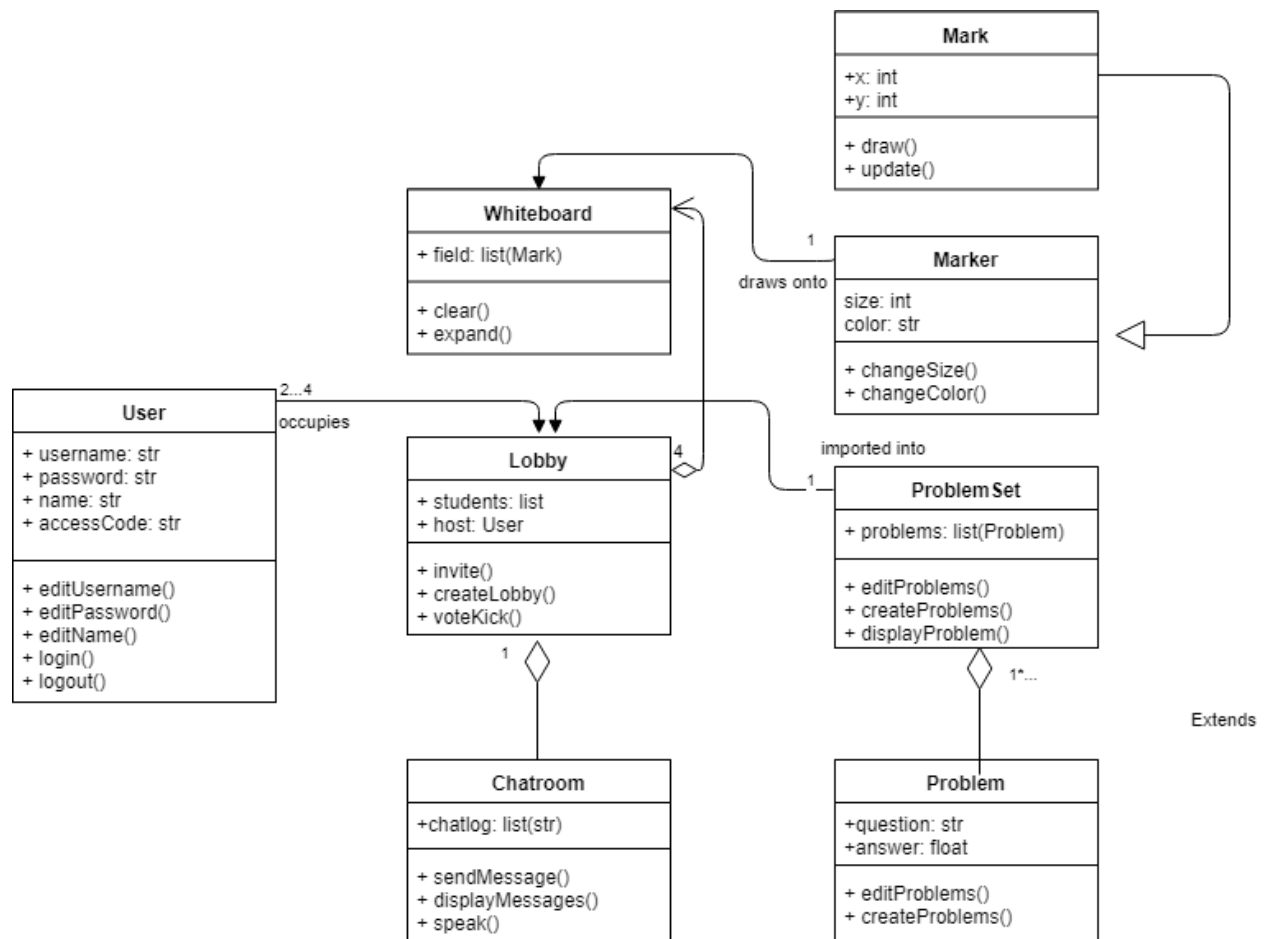 Mark
+x: int
+y: int
+ draw()
+ update()
Whiteboard
+ field: list(Mark)
+ clear()
+ expand()
1
draws onto
Marker
size: int
color: str
+ changeSize()
+ changeColor()
User
+ username: str
+ password: str
+ name: str
+ accessCode: str
+ editUsername()
+ editPassword()
+ editName()
+ login()
+ logout()
2...4
occupies
Lobby
+ students: list
+ host: User
+ invite()
+ createLobby()
+ voteKick()
4
imported into
1
ProblemSet
+ problems: list(Problem)
+ editProblems()
+ createProblems()
+ displayProblem()
1
1*...
Extends
Chatroom
+chatlog: list(str)
+ sendMessage()
+ displayMessages()
+ speak()
Problem
+question: str
+answer: float
+ editProblems()
+ createProblems()